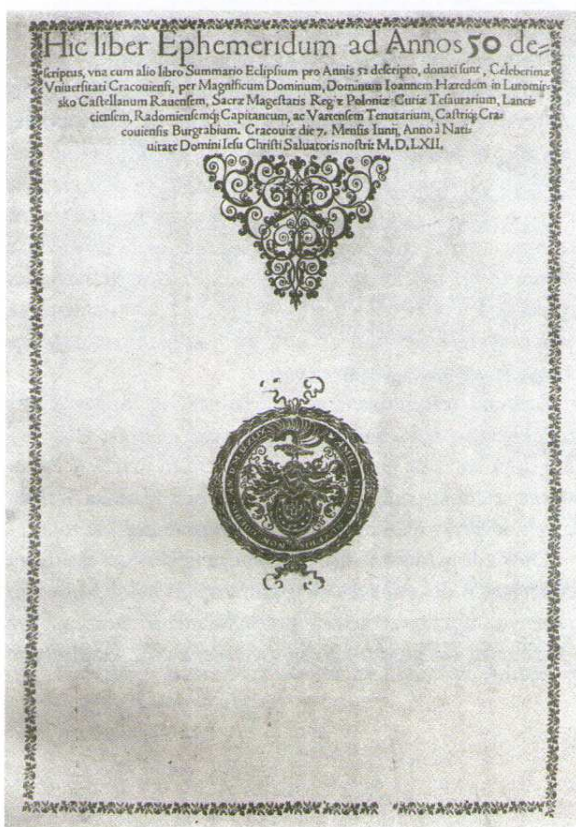 Hic liber Ephemeridum ad Annos 50 de=
scriptus, vna cum alio libro Summario Eclipsium pro Annis 52 descripto, donati sunt, Celeberimæ
Vniuersitati Cracouiensi, per Magnificum Dominum, Dominum Ioannem Hæredem in Lutomir=
sko Castellanum Rauensem, Sacræ Magestatis Regiæ Poloniæ Curiæ Tesaurarium, Lanci=
ciensem, Radomiensemq; Capitaneum, ac Vartensem Tenutarium, Castriq; Cra=
couiensis Burgrabium. Cracouiæ die 7. Mensis Iunij, Anno à Nati=
uitate Domini Iesu Christi Saluatoris nostri: M, D, LXII,